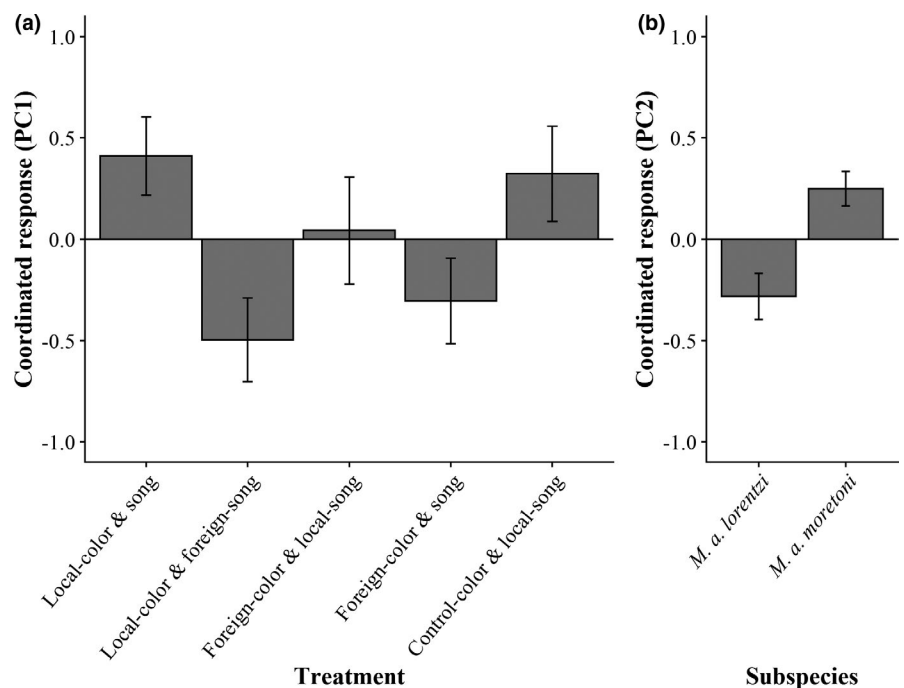 (a)
Coordinated response (PC1)
1.0
0.5
0.0
-0.5
-1.0
Local-color & song
Local-color & foreign-song
Foreign-color & local-song
Foreign-color & song
Control-color & local-song
Treatment
(b)
Coordinated response (PC2)
1.0
0.5
0.0
-0.5
-1.0
M. a. lorentzi
M. a. moretoni
Subspecies